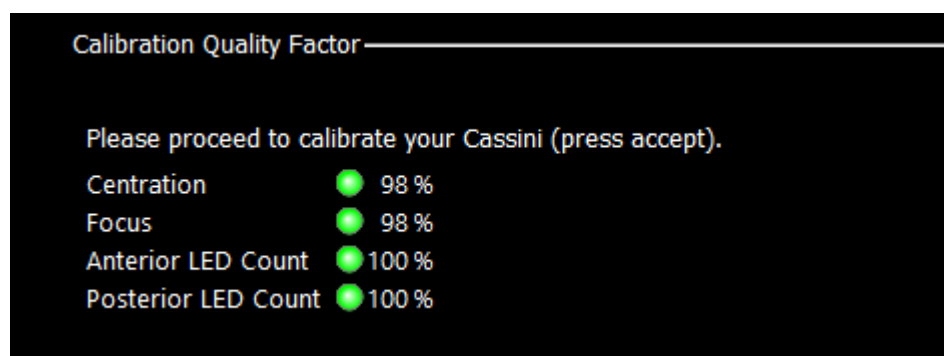 Calibration Quality Factor
Please proceed to calibrate your Cassini (press accept).
Centration 98 %
Focus 98 %
Anterior LED Count 100 %
Posterior LED Count 100 %